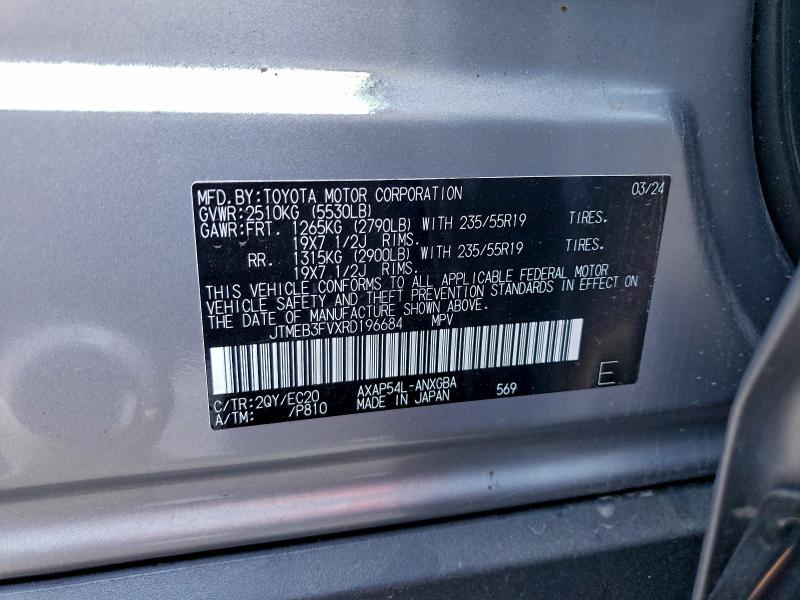 MFD.BY:TOYOTA MOTOR CORPORATION 03/24
GVWR:2510KG (5530LB)
GAWR:FRT. 1265KG (2790LB) WITH 235/55R19 TIRES.
19X7 1/2J RIMS.
RR. 1315KG (2900LB) WITH 235/55R19 TIRES.
19X7 1/2J RIMS.
THIS VEHICLE CONFORMS TO ALL APPLICABLE FEDERAL MOTOR
VEHICLE SAFETY AND THEFT PREVENTION STANDARDS IN EFFECT ON
THE DATE OF MANUFACTURE SHOWN ABOVE.
JTMEB3FVXRD196684 MPV
E
C/TR:2QY/EC20 AXAP54L-ANXGBA 569
A/TM: /P810 MADE IN JAPAN